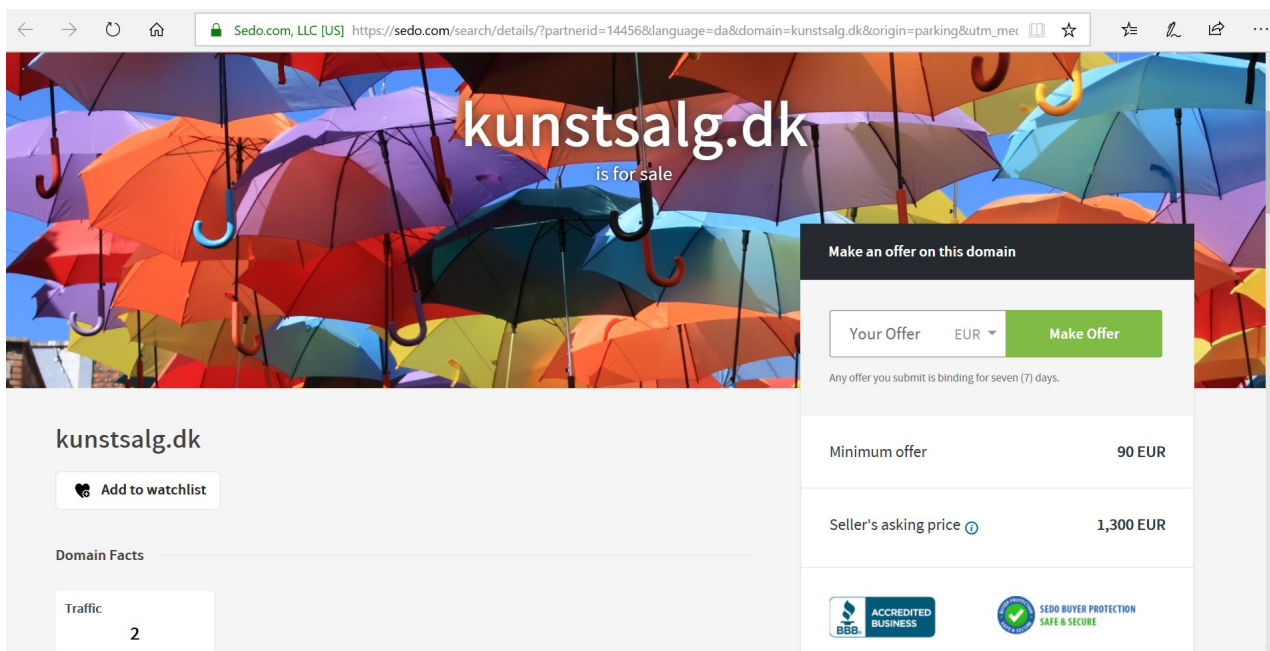 Sedo.com, LLC [US] https://sedo.com/search/details/?partnerid=14456&language=da&domain=kunstsalg.dk&origin=parking&utm_mec
kunstsalg.dk
is for sale
Make an offer on this domain
Your Offer EUR Make Offer
Any offer you submit is binding for seven (7) days.
kunstsalg.dk
Add to watchlist
Domain Facts
Traffic
2
Minimum offer 90 EUR
Seller's asking price 1,300 EUR
BBB. ACCREDITED BUSINESS
SEDO BUYER PROTECTION
SAFE & SECURE